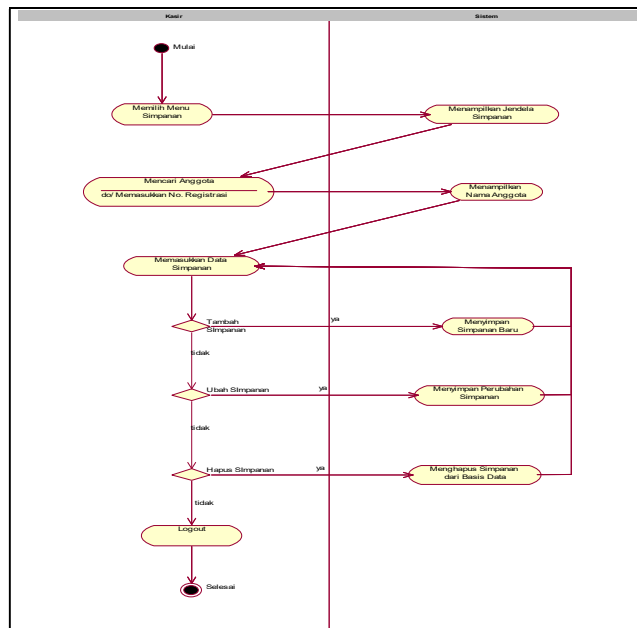 Kasir
Sistem
Mulai
Memilih Menu
Simpanan
Menampilkan Jendela
Simpanan
Mencari Anggota
do/ Memasukkan No. Registrasi
Menampilkan
Nama Anggota
Memasukkan Data
Simpanan
Tambah
SImpanan
ya
Menyimpan
Simpanan Baru
tidak
Ubah SImpanan
ya
Menyimpan Perubahan
Simpanan
tidak
Hapus SImpanan
ya
Menghapus Simpanan
dari Basis Data
tidak
Logout
Selesai